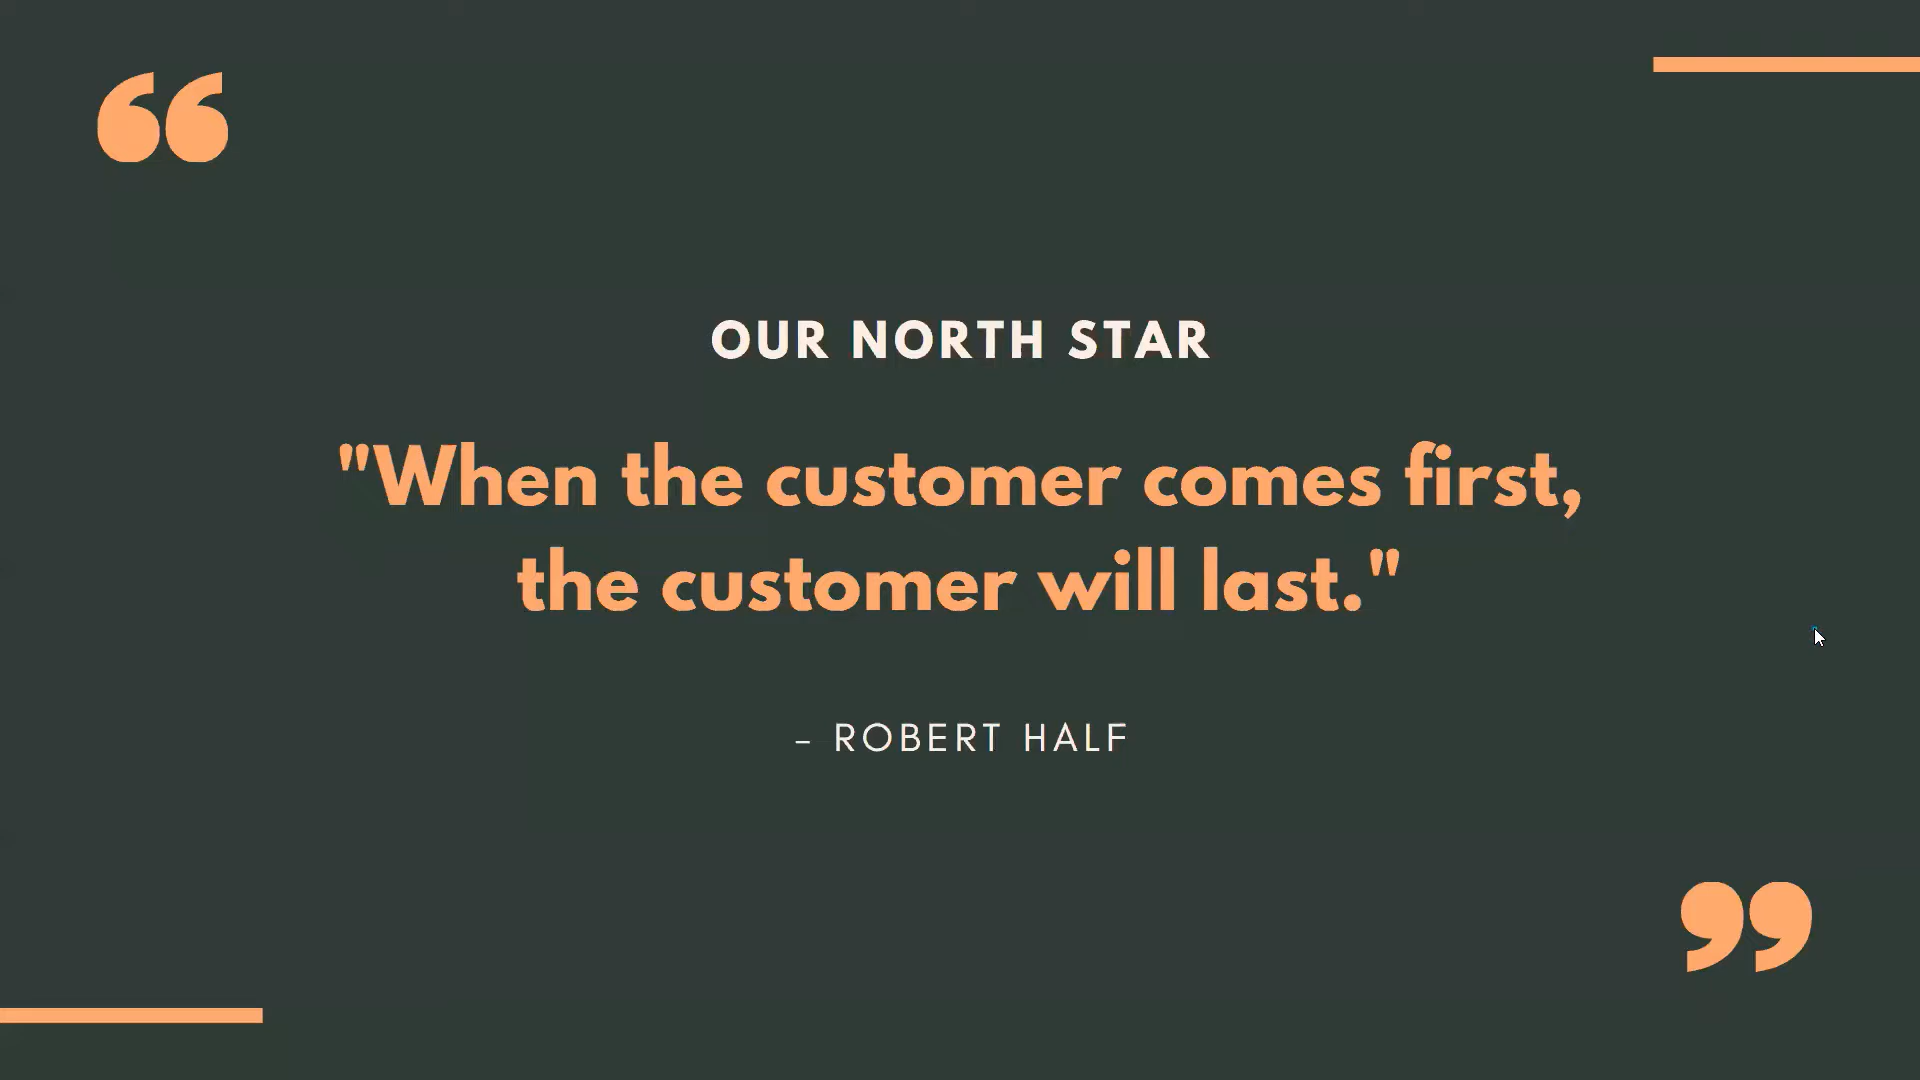 OUR NORTH STAR
"When the customer comes first,
the customer will last."
– ROBERT HALF